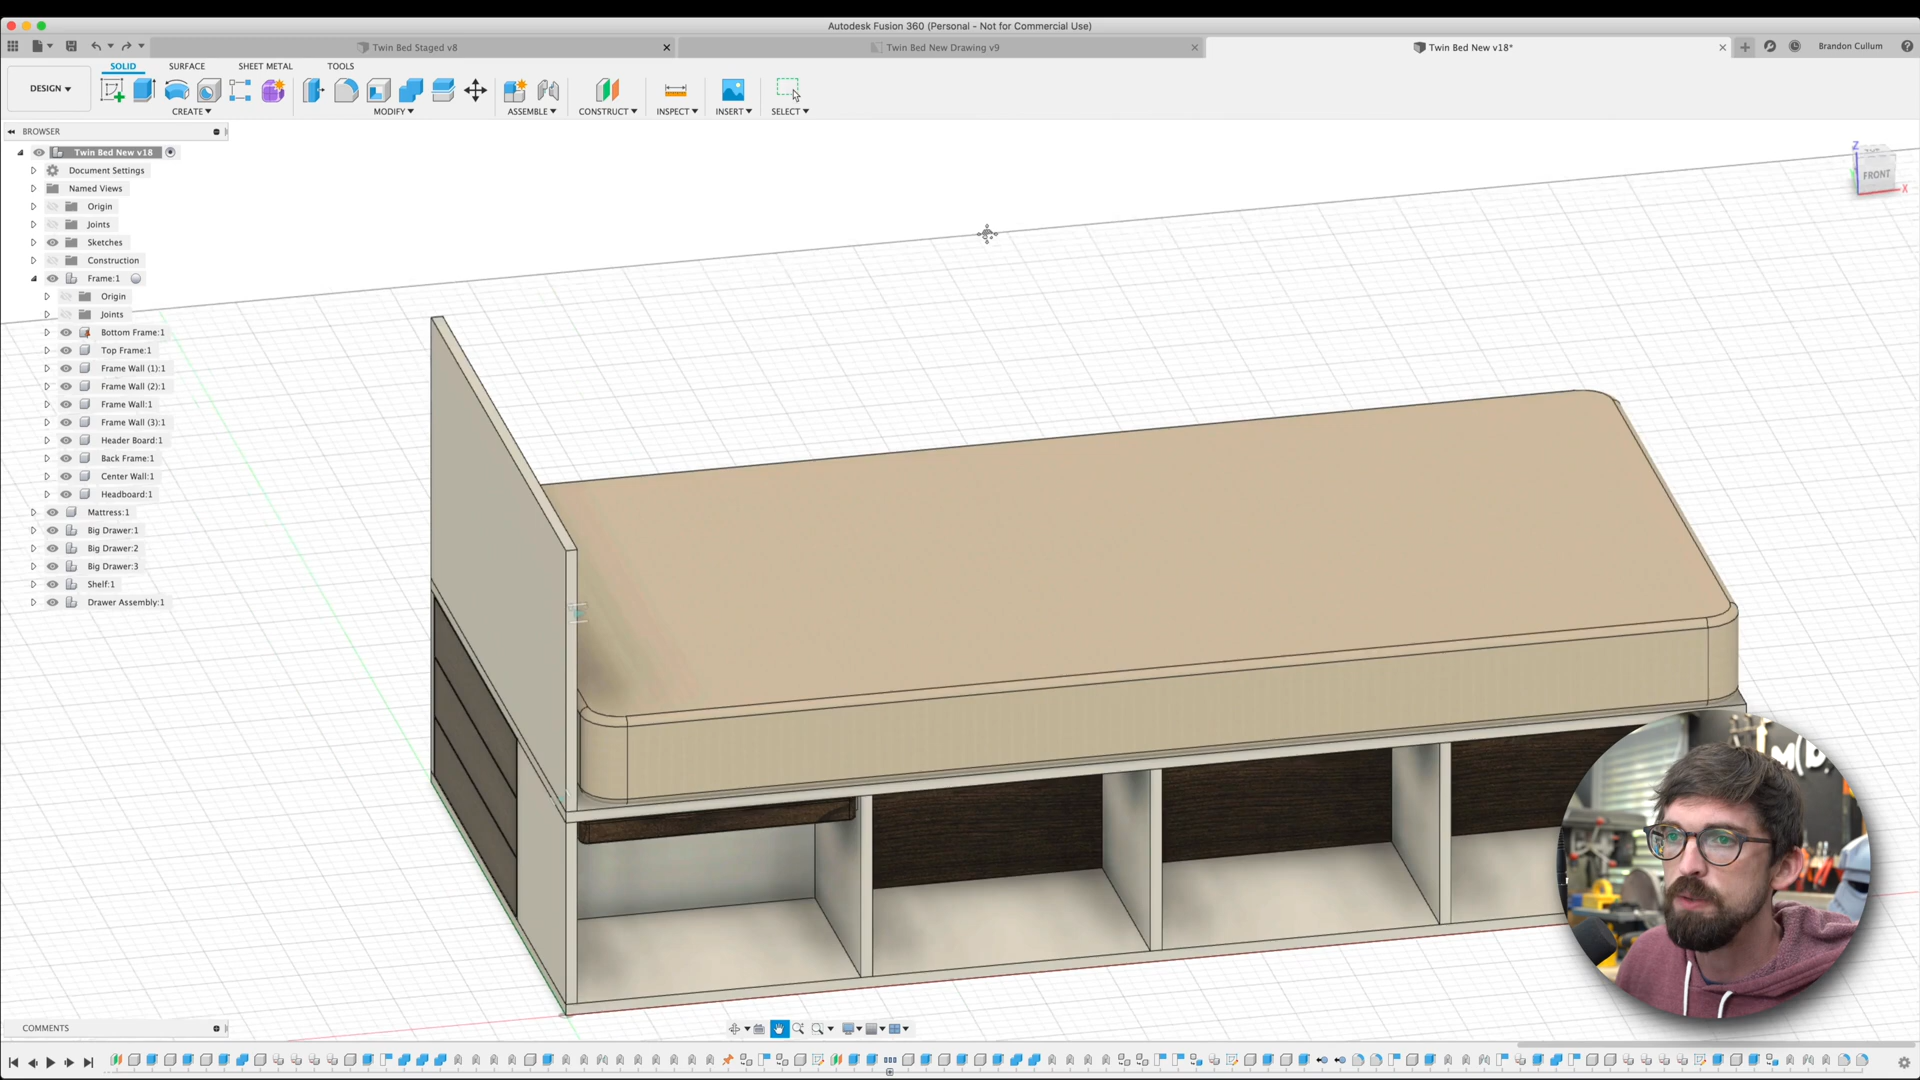 Autodesk Fusion 360 (Personal - Not for Commercial Use)
Twin Bed Staged v8
Twin Bed New Drawing v9
Twin Bed New v18*
Brandon Cullum
DESIGN
SOLID
SURFACE
SHEET METAL
TOOLS
CREATE
MODIFY
ASSEMBLE
CONSTRUCT
INSPECT
INSERT
SELECT
BROWSER
Twin Bed New v18
Document Settings
Named Views
Origin
Joints
Sketches
Construction
Frame:1
Origin
Joints
Bottom Frame:1
Top Frame:1
Frame Wall (1):1
Frame Wall (2):1
Frame Wall:1
Frame Wall (3):1
Header Board:1
Back Frame:1
Center Wall:1
Headboard:1
Mattress:1
Big Drawer:1
Big Drawer:2
Big Drawer:3
Shelf:1
Drawer Assembly:1
Z
FRONT
X
COMMENTS